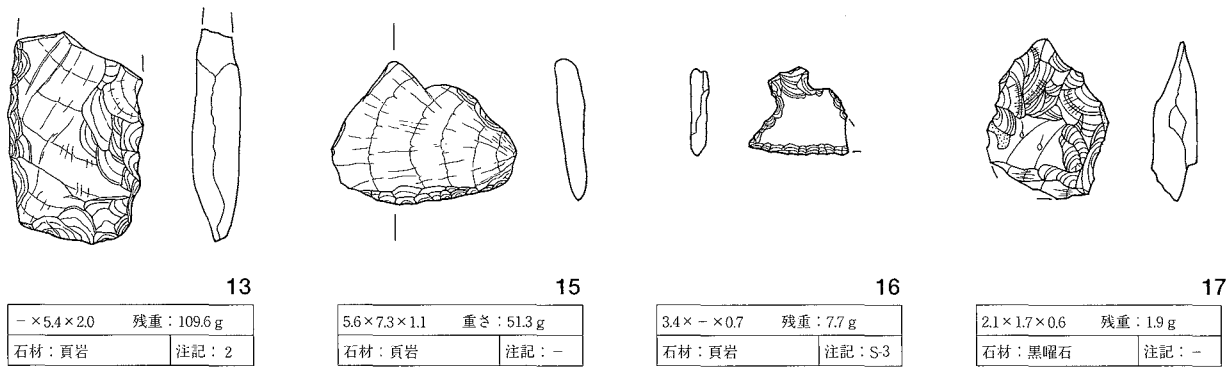 13
－×5.4×2.0 残重：109.6 g
石材：頁岩 注記：2
15
5.6×7.3×1.1 重さ：51.3 g
石材：頁岩 注記：－
16
3.4×－×0.7 残重：7.7 g
石材：頁岩 注記：S-3
17
2.1×1.7×0.6 残重：1.9 g
石材：黒曜石 注記：－